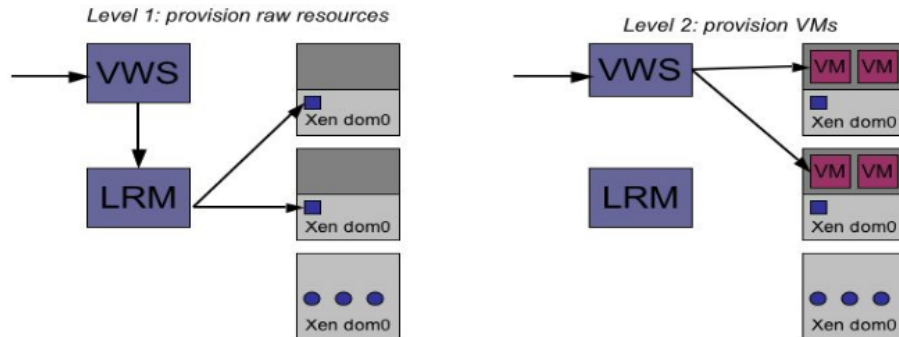 Level 1: provision raw resources
VWS
LRM
Xen dom0
Xen dom0
Xen dom0
Level 2: provision VMs
VWS
VM VM
Xen dom0
LRM
VM VM
Xen dom0
Xen dom0